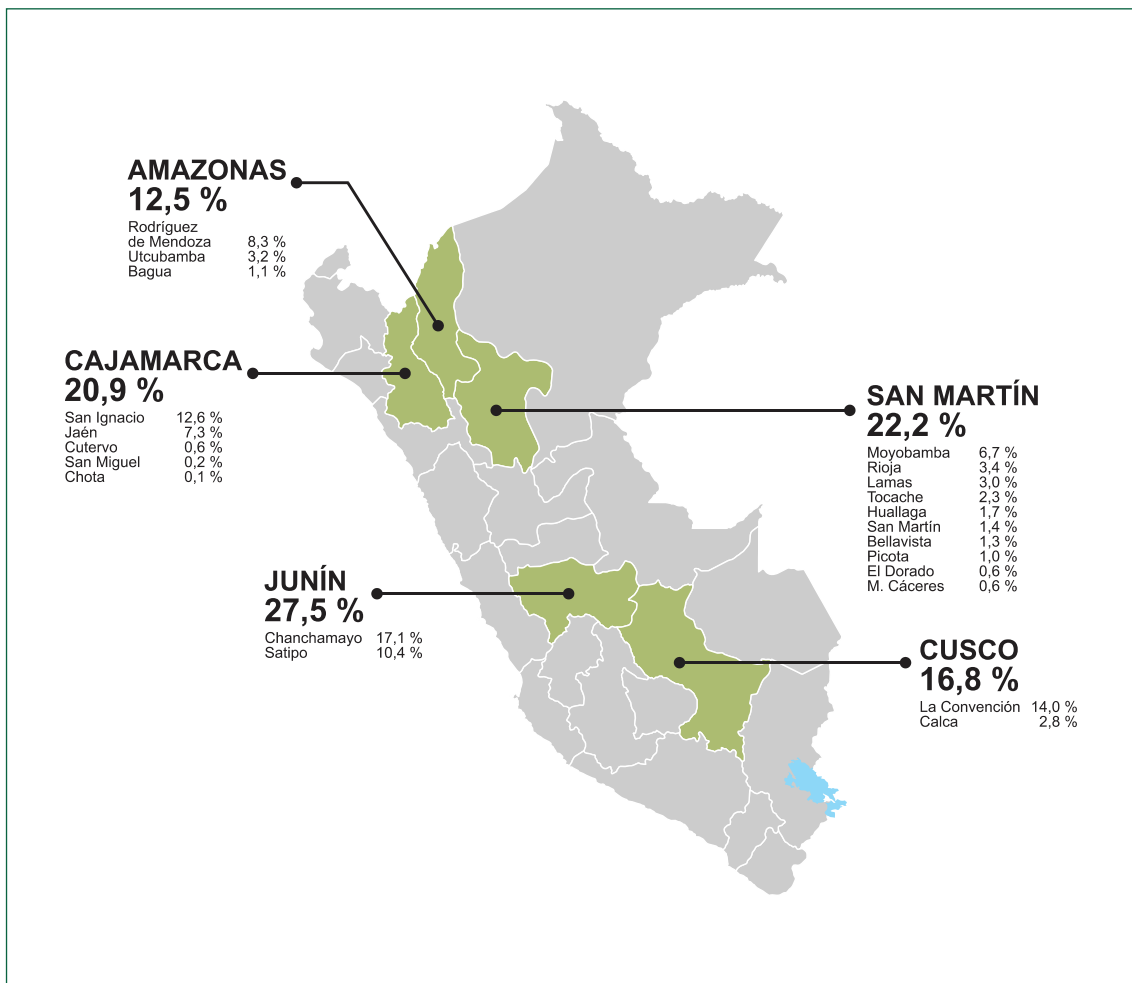 AMAZONAS
12,5 %
Rodríguez
de Mendoza 8,3 %
Utcubamba 3,2 %
Bagua 1,1 %
CAJAMARCA
20,9 %
San Ignacio 12,6 %
Jaén 7,3 %
Cutervo 0,6 %
San Miguel 0,2 %
Chota 0,1 %
SAN MARTÍN
22,2 %
Moyobamba 6,7 %
Rioja 3,4 %
Lamas 3,0 %
Tocache 2,3 %
Huallaga 1,7 %
San Martín 1,4 %
Bellavista 1,3 %
Picota 1,0 %
El Dorado 0,6 %
M. Cáceres 0,6 %
JUNÍN
27,5 %
Chanchamayo 17,1 %
Satipo 10,4 %
CUSCO
16,8 %
La Convención 14,0 %
Calca 2,8 %